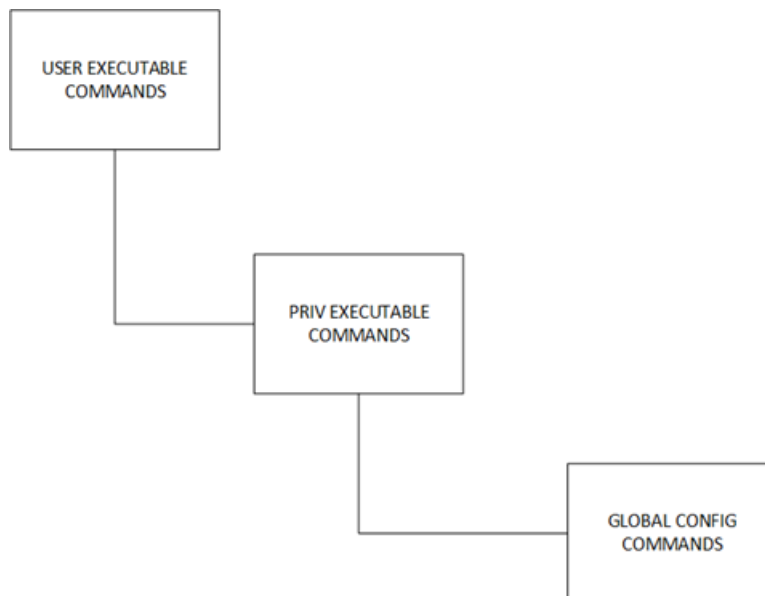 USER EXECUTABLE
COMMANDS
PRIV EXECUTABLE
COMMANDS
GLOBAL CONFIG
COMMANDS